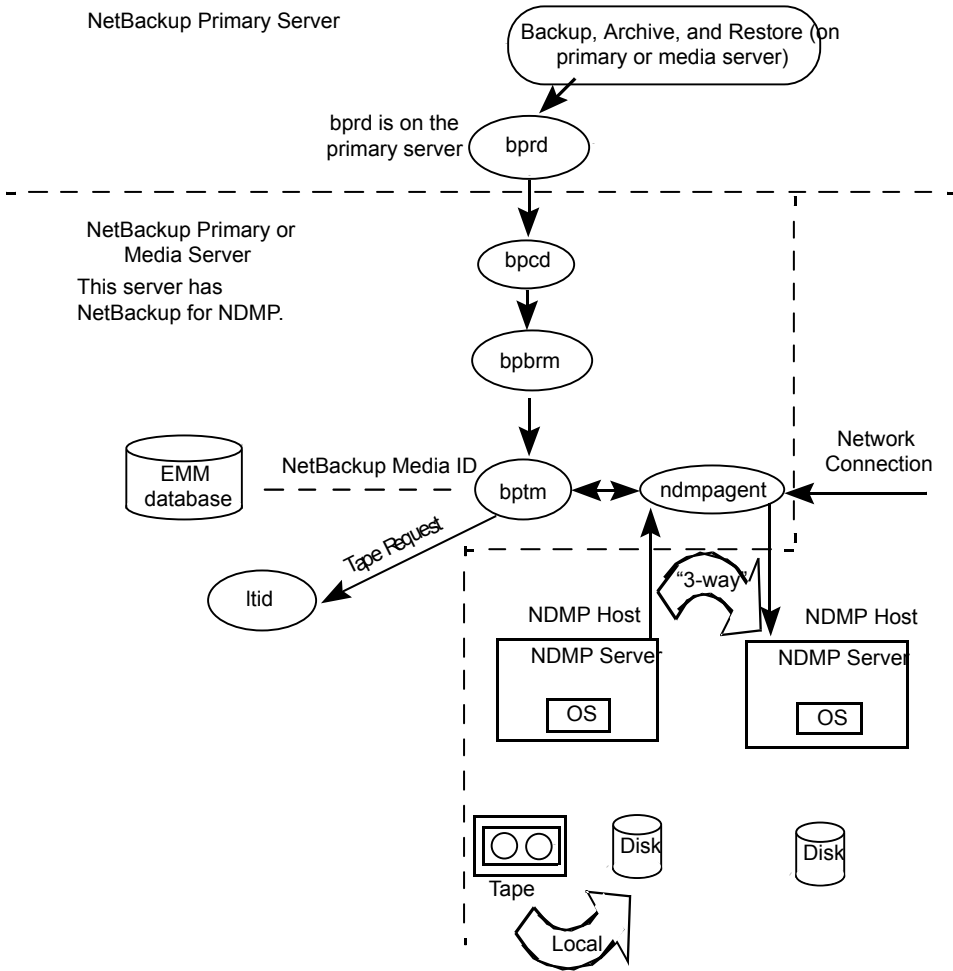 NetBackup Primary Server
Backup, Archive, and Restore (on
primary or media server)
bprd is on the
primary server
bprd
NetBackup Primary or
Media Server
This server has
NetBackup for NDMP.
bpcd
bpbrm
Network
Connection
EMM
database
NetBackup Media ID
bptm
ndmpagent
Tape Request
ltid
"3-way"
NDMP Host
NDMP Host
NDMP Server
NDMP Server
OS
OS
Disk
Disk
Tape
Local